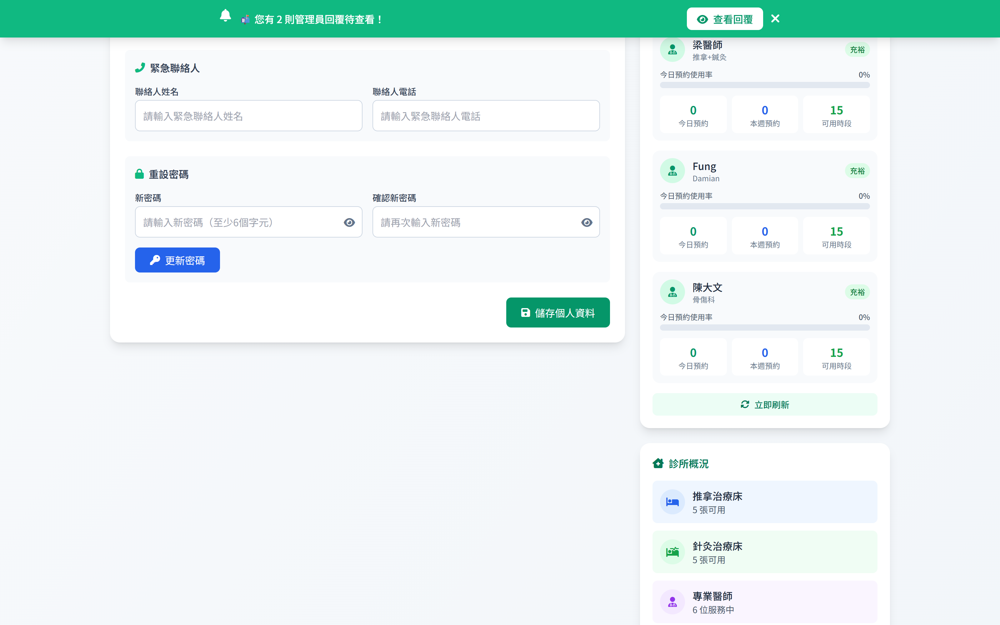 您有 2 則管理員回覆待查看！
查看回覆
緊急聯絡人
聯絡人姓名
聯絡人電話
請輸入緊急聯絡人姓名
請輸入緊急聯絡人電話
重設密碼
新密碼
確認新密碼
請輸入新密碼（至少6個字元）
請再次輸入新密碼
更新密碼
儲存個人資料
梁醫師
推拿+鍼灸
充裕
今日預約使用率
0%
0
今日預約
0
本週預約
15
可用時段
Fung
Damian
充裕
今日預約使用率
0%
0
今日預約
0
本週預約
15
可用時段
陳大文
骨傷科
充裕
今日預約使用率
0%
0
今日預約
0
本週預約
15
可用時段
立即刷新
診所概況
推拿治療床
5 張可用
針灸治療床
5 張可用
專業醫師
6 位服務中